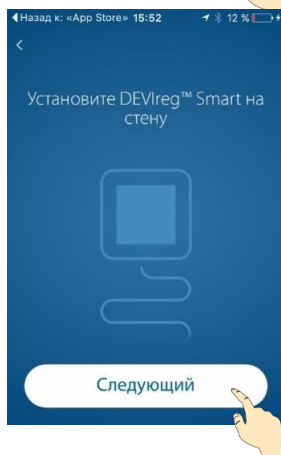 Назад к: «App Store» 15:52 12 %
Установите DEVIreg™ Smart на
стену
Следующий